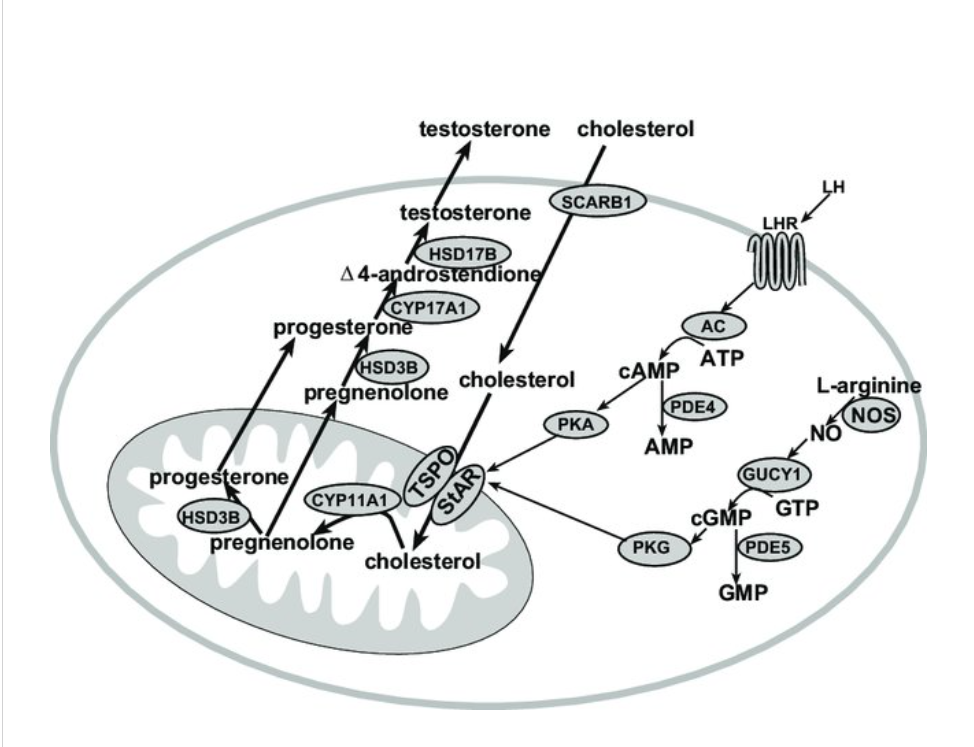 testosterone
cholesterol
LH
SCARB1
testosterone
LHR
HSD17B
Δ4-androstendione
CYP17A1
AC
progesterone
ATP
HSD3B
cAMP
cholesterol
L-arginine
pregnenolone
PDE4
NOS
PKA
NO
AMP
TSPO
GUCY1
progesterone
StAR
CYP11A1
GTP
HSD3B
cGMP
pregnenolone
PKG
PDE5
cholesterol
GMP